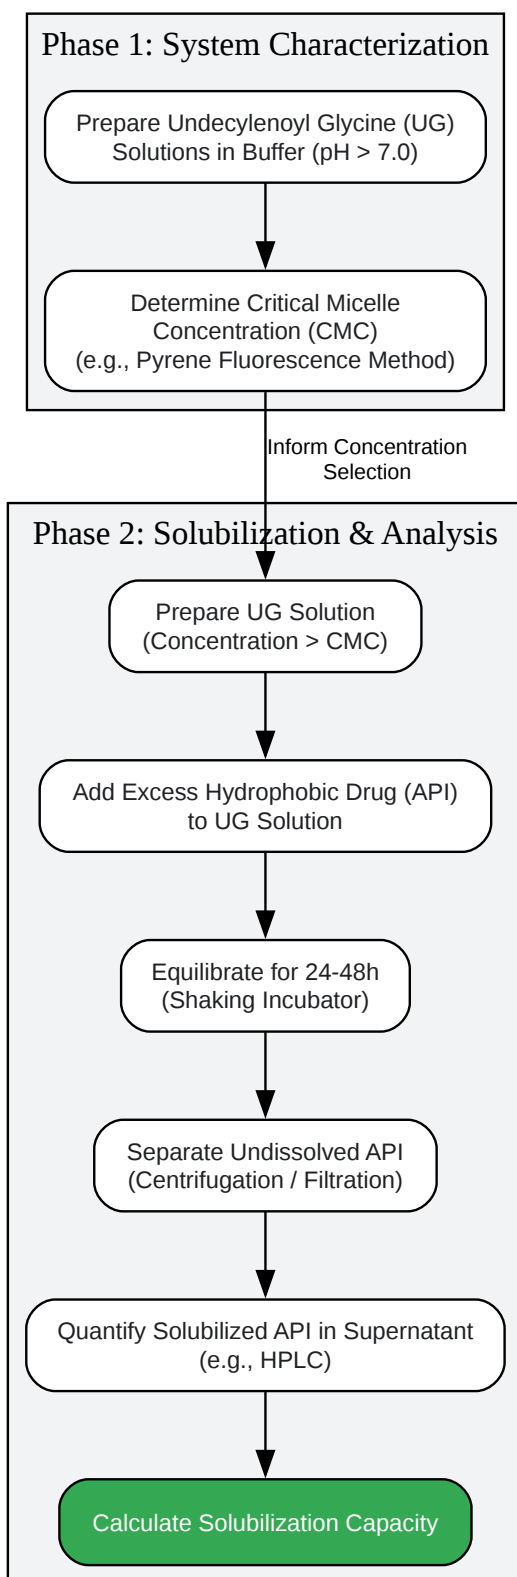 Phase 1: System Characterization
Prepare Undecylenoyl Glycine (UG)
Solutions in Buffer (pH > 7.0)
Determine Critical Micelle
Concentration (CMC)
(e.g., Pyrene Fluorescence Method)
Inform Concentration
Selection
Phase 2: Solubilization & Analysis
Prepare UG Solution
(Concentration > CMC)
Add Excess Hydrophobic Drug (API)
to UG Solution
Equilibrate for 24-48h
(Shaking Incubator)
Separate Undissolved API
(Centrifugation / Filtration)
Quantify Solubilized API in Supernatant
(e.g., HPLC)
Calculate Solubilization Capacity